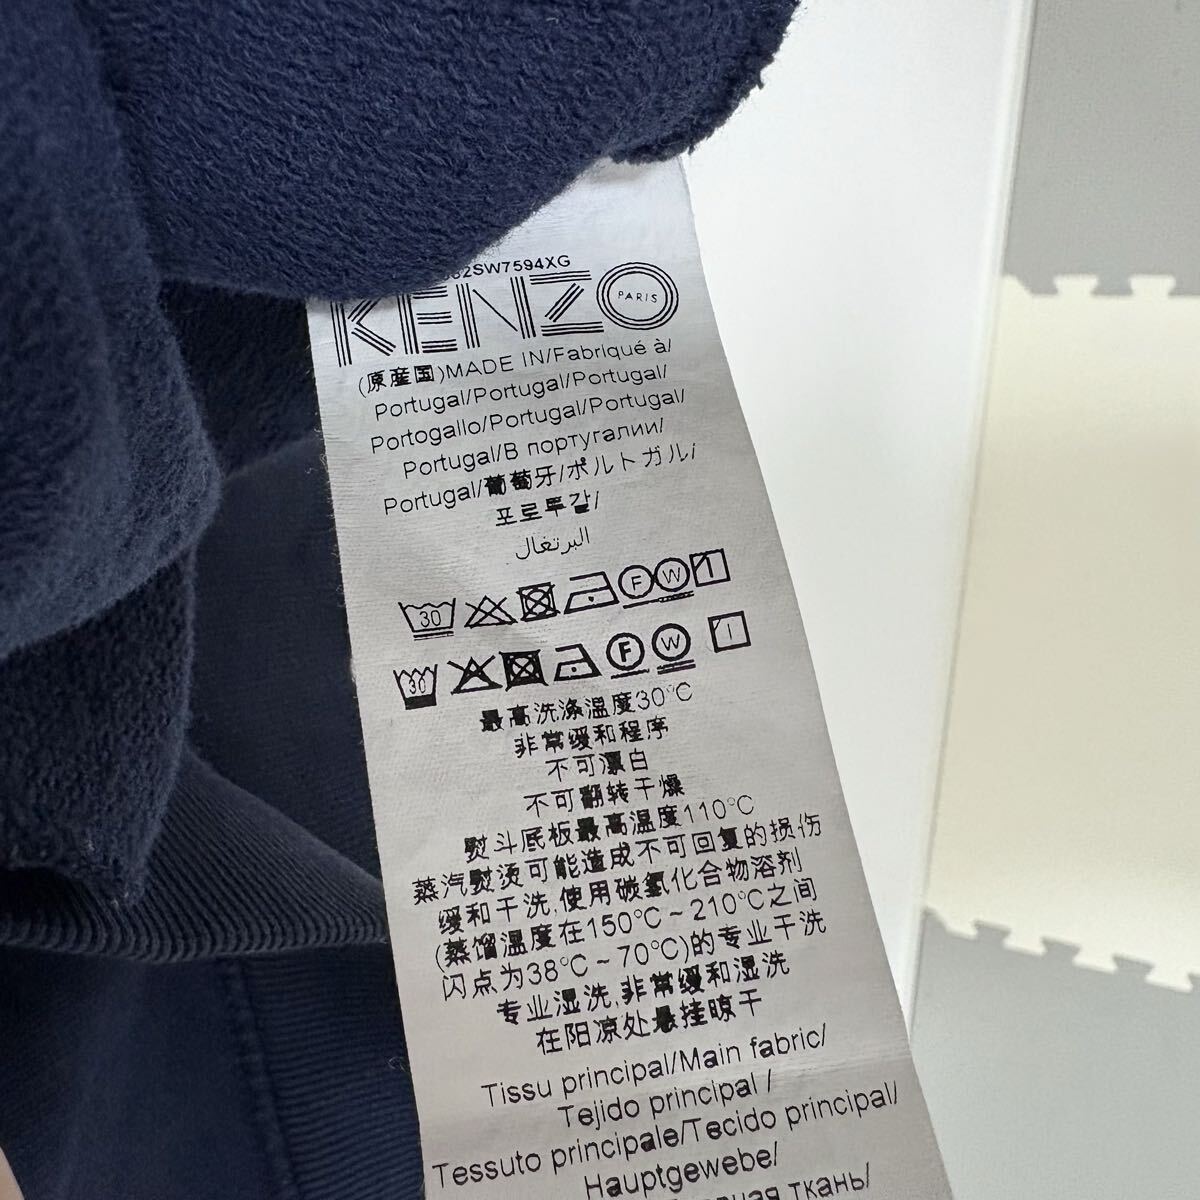 2SW7594XG
KENZO
PARIS
(原産国)MADE IN/Fabriqué à/
Portugal/Portugal/Portugal/
Portogallo/Portugal/Portugal/
Portugal/В португалии/
Portugal/葡萄牙/ポルトガル/
포르투갈/
البرتغال
30 F W
30 F W
最高洗涤温度30°C
非常缓和程序
不可漂白
不可翻转干燥
熨斗底板最高温度110°C
蒸汽熨烫可能造成不可回复的损伤
缓和干洗,使用碳氢化合物溶剂
(蒸馏温度在150°C~210°C之间
闪点为38°C~70°C)的专业干洗
专业湿洗,非常缓和湿洗
在阳凉处悬挂晾干
Tissu principal/Main fabric/
Tejido principal /
Tessuto principale/Tecido principal/
Hauptgewebe/
ткань/